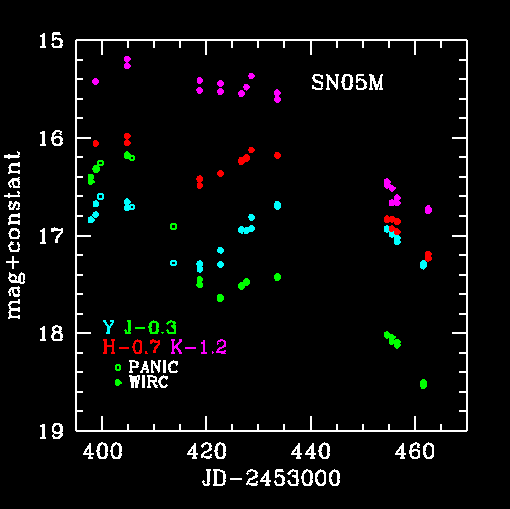 15
SN05M
16
17
mag+constant
Y J-0.3
18
H-0.7 K-1.2
PANIC
WIRC
19
400 420 440 460
JD-2453000